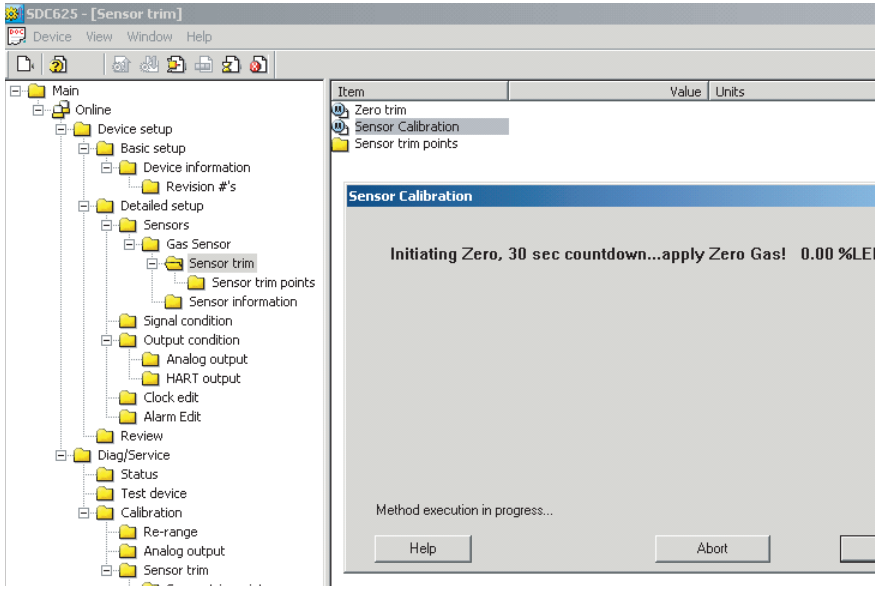 SDC625 - [Sensor trim]
Device View Window Help
Main
Online
Device setup
Basic setup
Device information
Revision #'s
Detailed setup
Sensors
Gas Sensor
Sensor trim
Sensor trim points
Sensor information
Signal condition
Output condition
Analog output
HART output
Clock edit
Alarm Edit
Review
Diag/Service
Status
Test device
Calibration
Re-range
Analog output
Sensor trim
Item Value Units
Zero trim
Sensor Calibration
Sensor trim points
Sensor Calibration
Initiating Zero, 30 sec countdown...apply Zero Gas! 0.00 %LE
Method execution in progress...
Help Abort